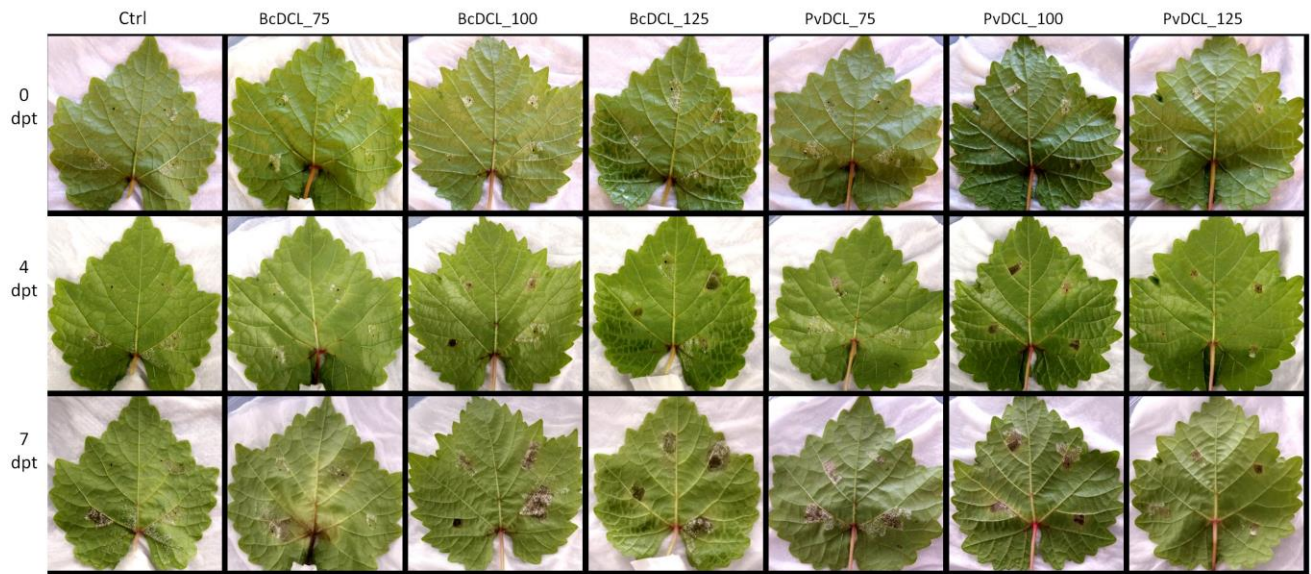 Ctrl BcDCL_75 BcDCL_100 BcDCL_125 PvDCL_75 PvDCL_100 PvDCL_125
0
dpt
4
dpt
7
dpt